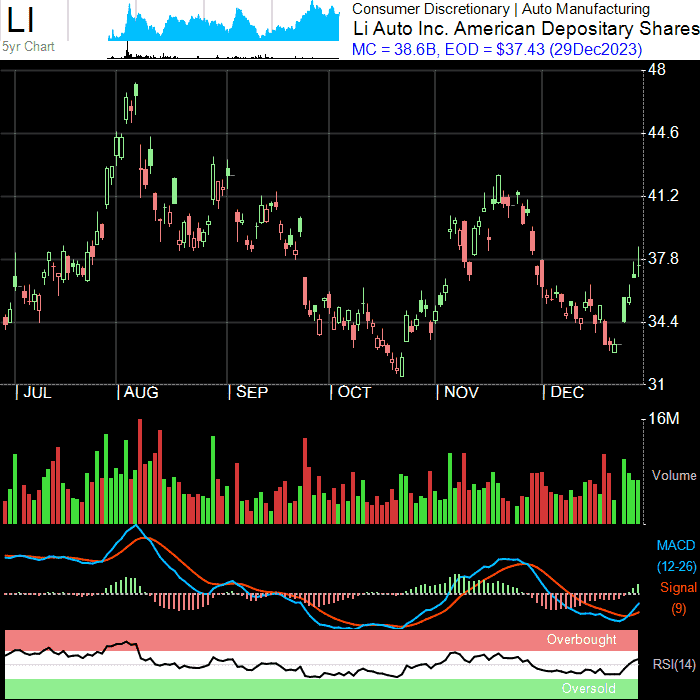 LI
5yr Chart
Consumer Discretionary | Auto Manufacturing
Li Auto Inc. American Depositary Shares
MC = 38.6B, EOD = $37.43 (29Dec2023)
48
44.6
41.2
37.8
34.4
31
| JUL | AUG | SEP | OCT | NOV | DEC
16M
Volume
MACD
(12-26)
Signal
(9)
Overbought
RSI(14)
Oversold